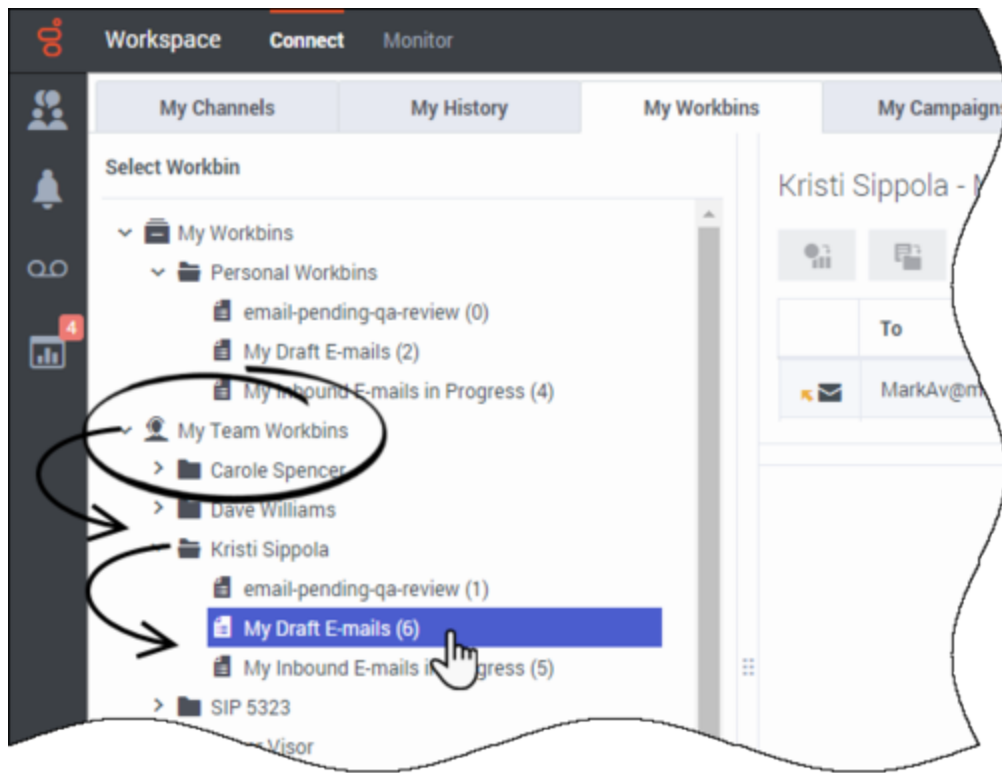 Workspace Connect Monitor
My Channels My History My Workbins My Campaigns
Select Workbin
Kristi Sippola -
My Workbins
Personal Workbins
email-pending-qa-review (0)
To
My Draft E-mails (2)
4
My Inbound E-mails in Progress (4)
MarkAv@m
My Team Workbins
Carole Spencer
Dave Williams
Kristi Sippola
email-pending-qa-review (1)
My Draft E-mails (6)
My Inbound E-mails in gress (5)
SIP 5323
Visor